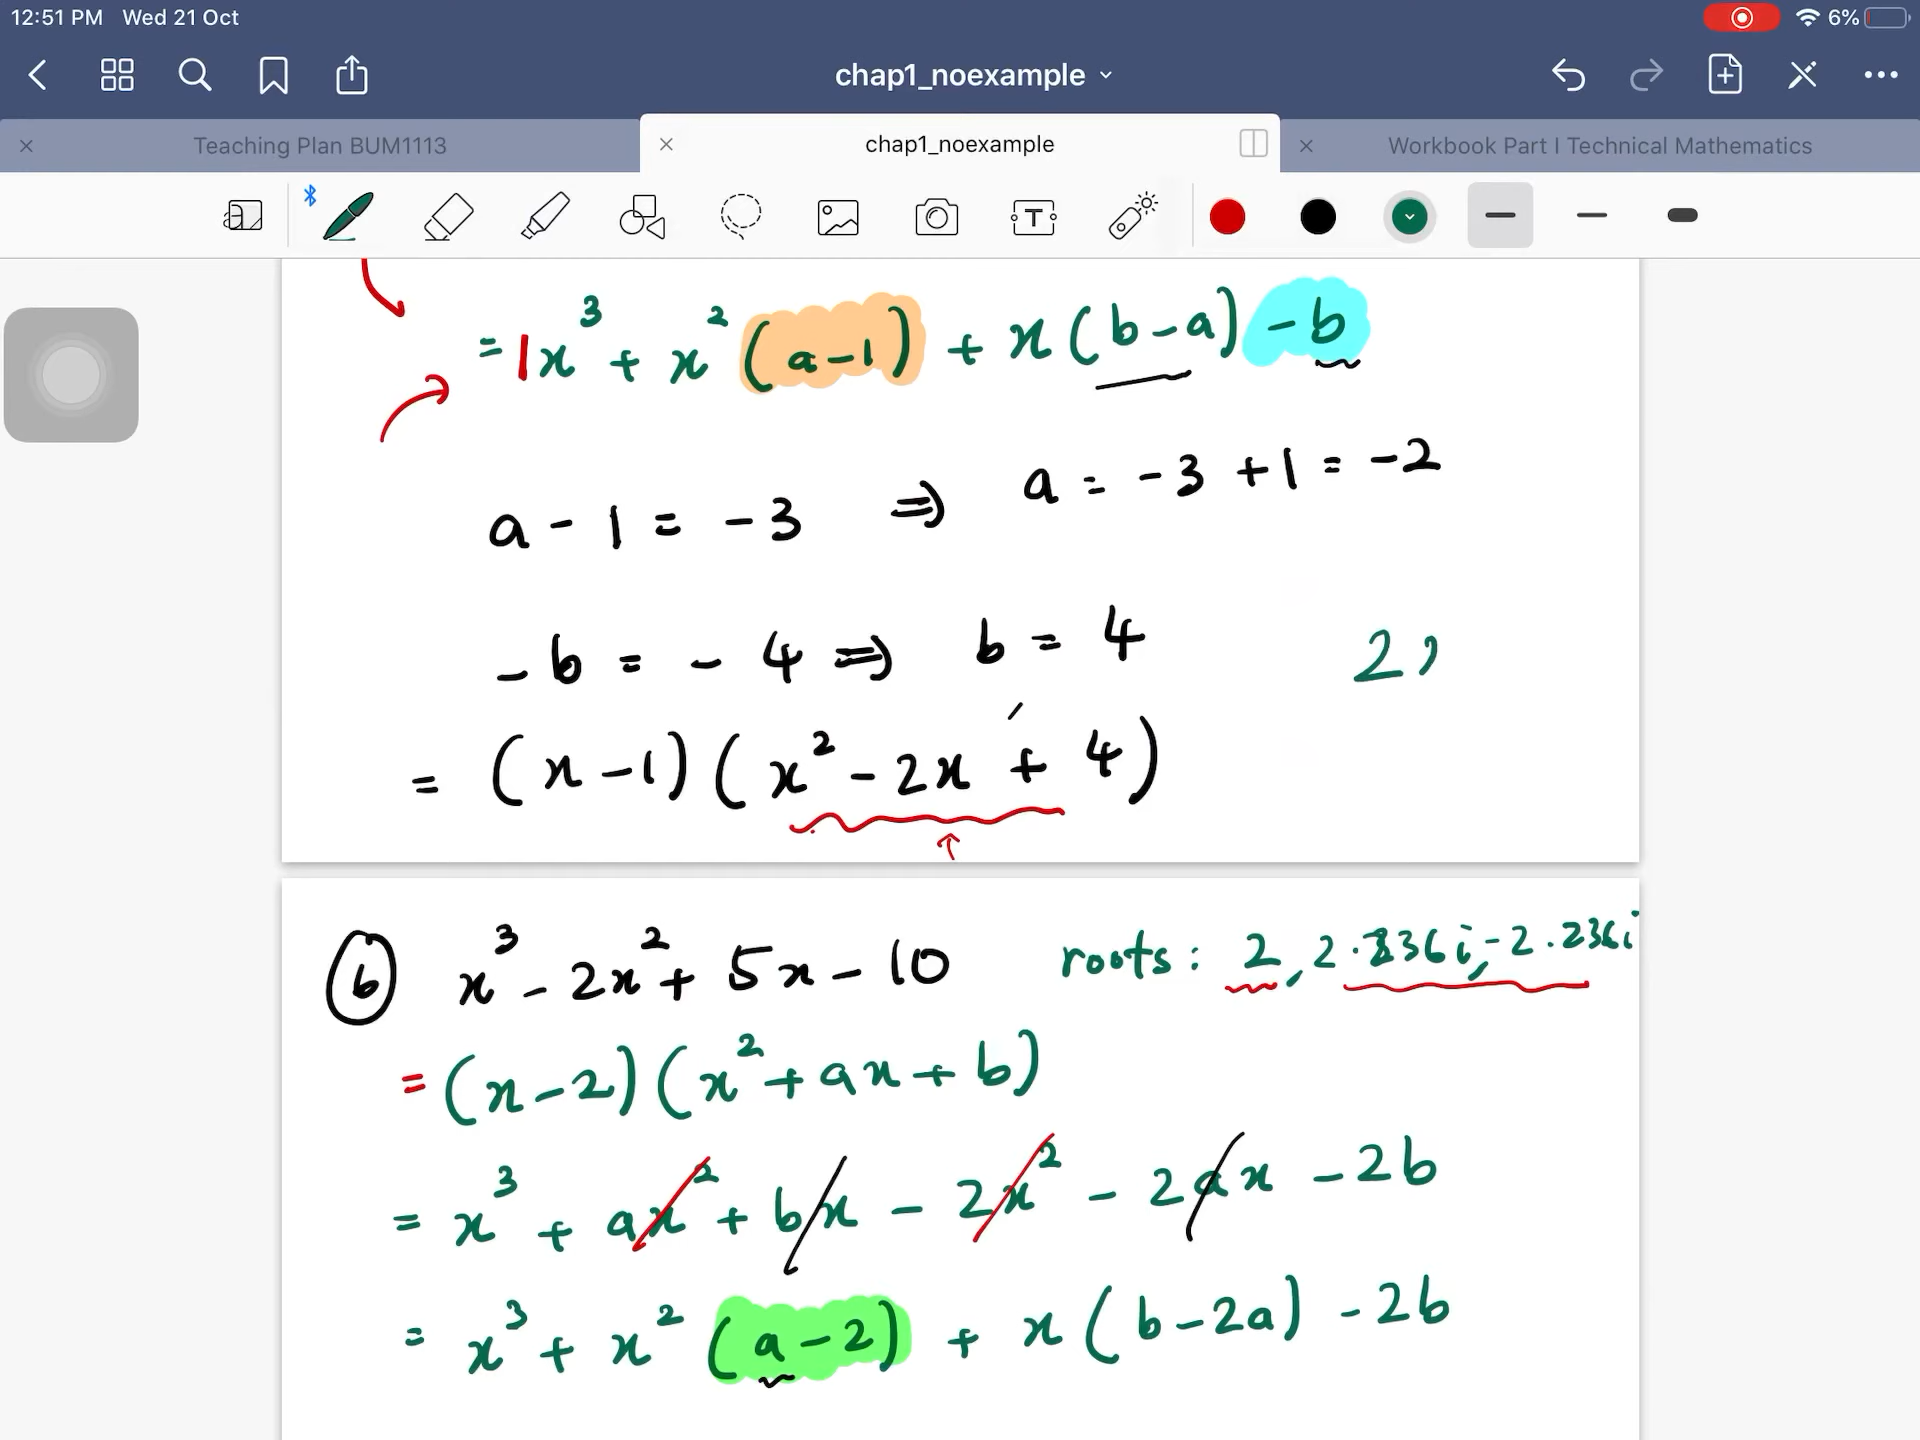 12:51 PM Wed 21 Oct 6%
chap1_noexample
Teaching Plan BUM1113 chap1_noexample Workbook Part I Technical Mathematics
= 1x³ + x²(a-1) + x(b-a) -b
a - 1 = -3 ⇒ a = -3 + 1 = -2
-b = -4 ⇒ b = 4 2,
= (x-1)(x² - 2x + 4)
(b) x³ - 2x² + 5x - 10 roots: 2, 2.236i, -2.236i
= (x-2)(x² + ax + b)
= x³ + ax² + bx - 2x² - 2ax - 2b
= x³ + x²(a-2) + x(b-2a) - 2b